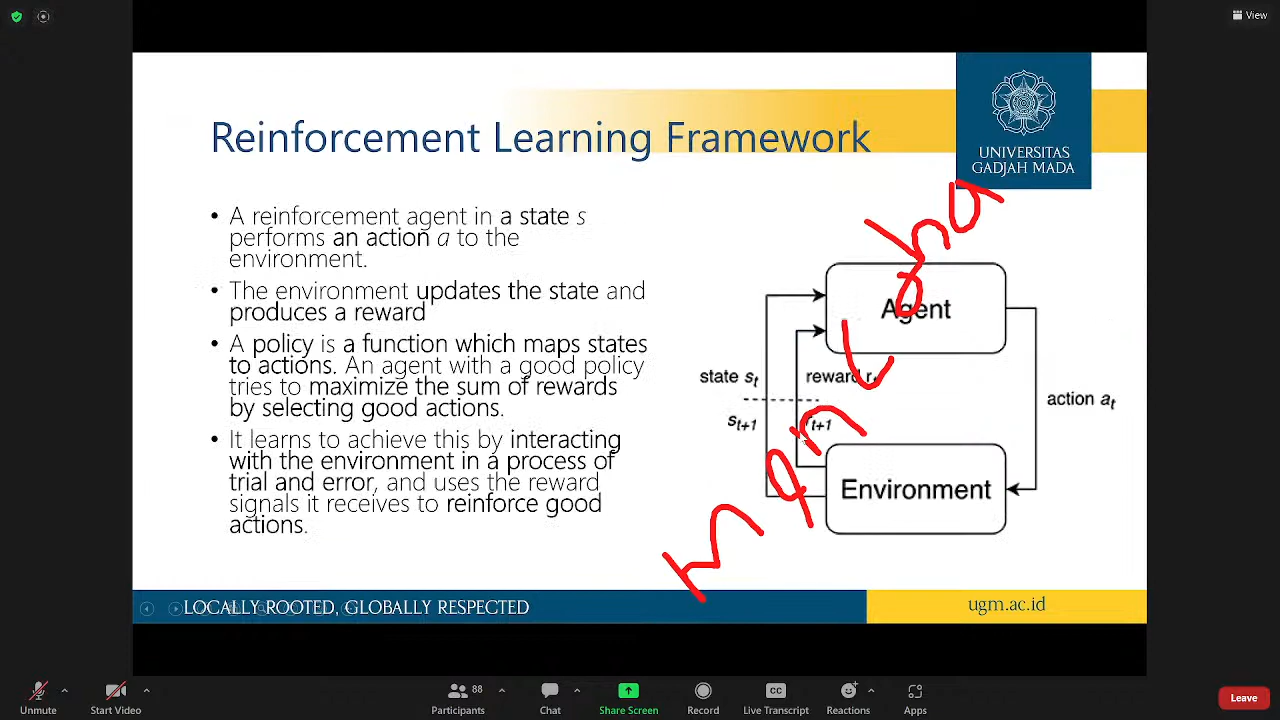 View
Reinforcement Learning Framework
UNIVERSITAS
GADJAH MADA
• A reinforcement agent in a state s
performs an action a to the
environment.
• The environment updates the state and
produces a reward
• A policy is a function which maps states
to actions. An agent with a good policy
tries to maximize the sum of rewards
by selecting good actions.
• It learns to achieve this by interacting
with the environment in a process of
trial and error, and uses the reward
signals it receives to reinforce good
actions.
Agent
state sₜ
reward rₜ
action aₜ
sₜ₊₁
rₜ₊₁
Environment
LOCALLY ROOTED, GLOBALLY RESPECTED
ugm.ac.id
Unmute
Start Video
88
Participants
Chat
Share Screen
Record
CC
Live Transcript
Reactions
Apps
Leave